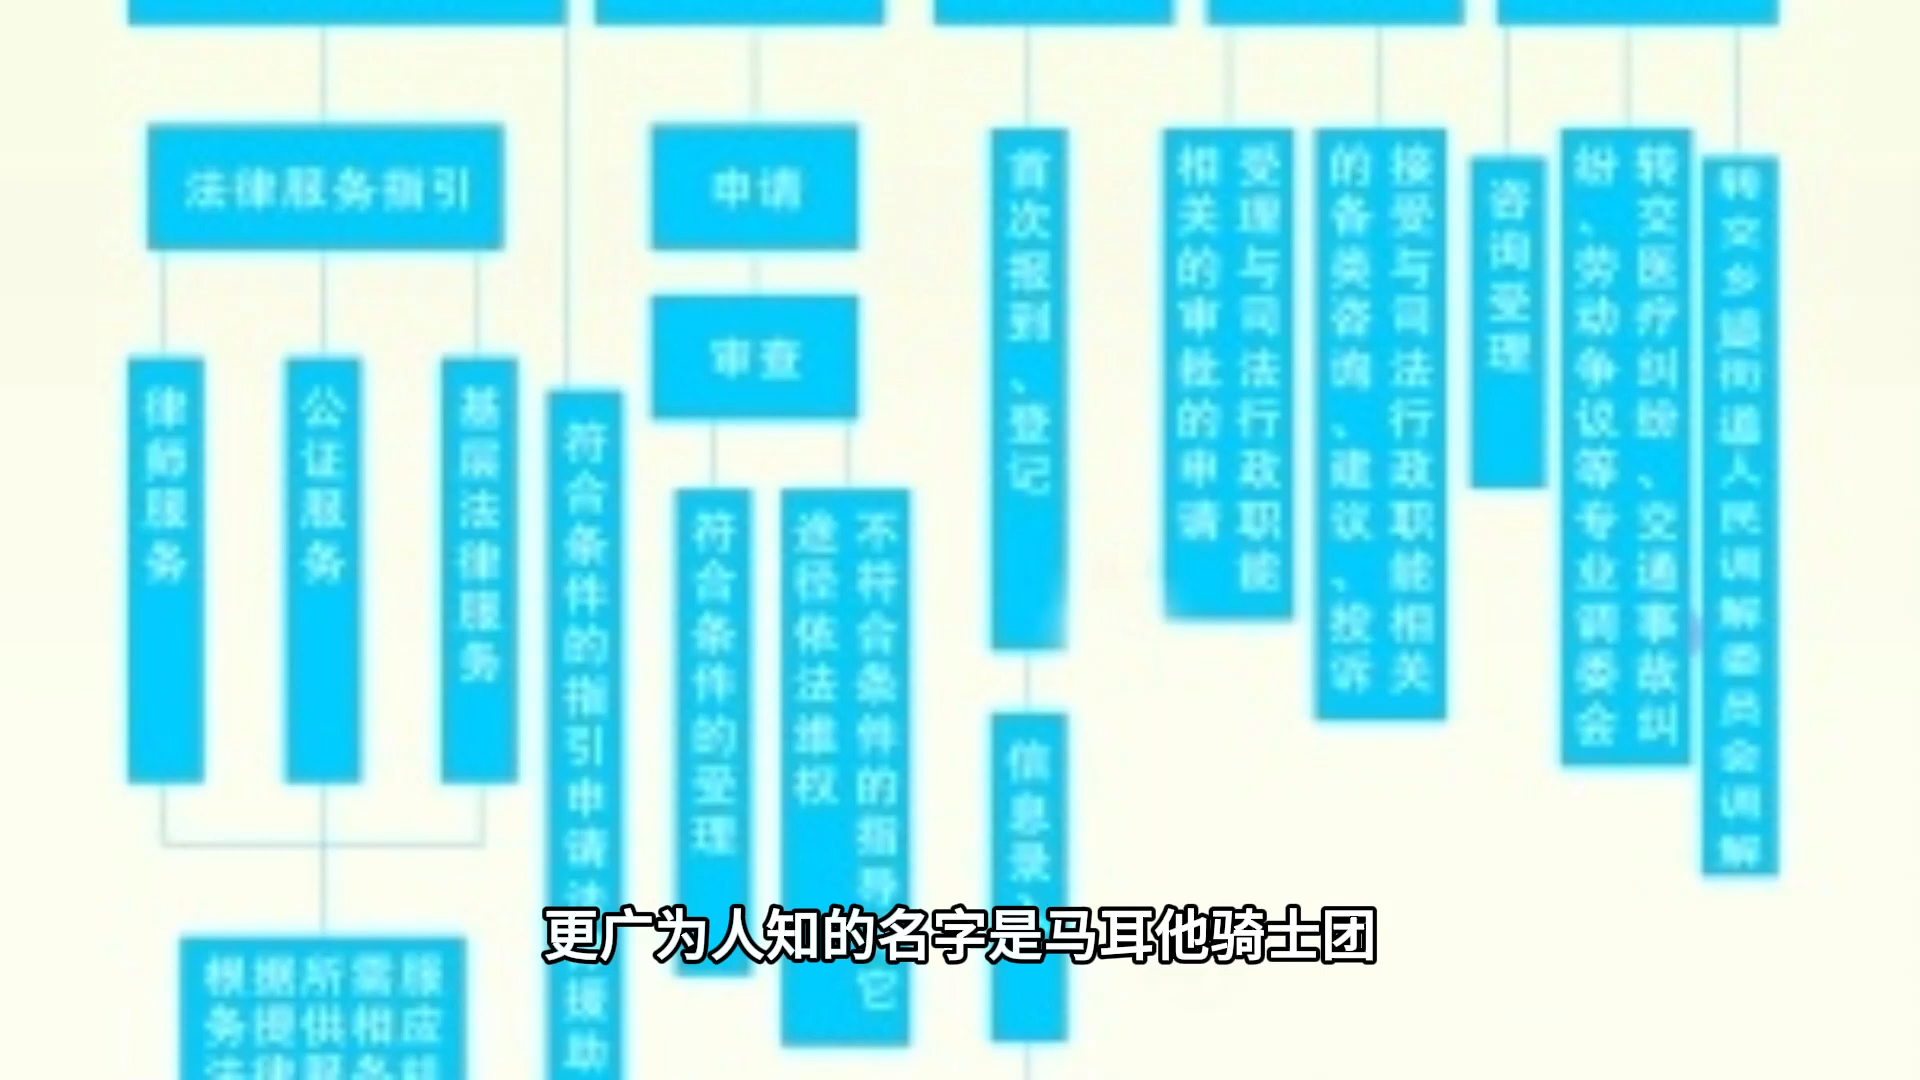 法律服务指引
律师服务
公证服务
基层法律服务
符合条件的指引申请法
援助
申请
审查
符合条件的受理
不符合条件的指导
它
途径依法维权
首次报到、登记
信息录、
受理与司法行政职能
相关的审批的申请
接受与司法行政职能相关
的备类咨询、建议、投诉
咨询受理
转交医疗纠纷、交通事故纠
纷、劳动争议等专业调委会
街道人民调解委员会调解
根据所需服
务提供相应
法律服务
更广为人知的名字是马耳他骑士团